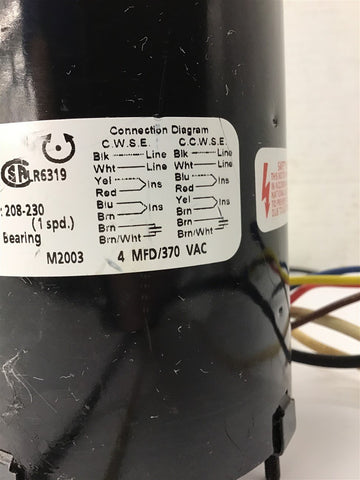 Connection Diagram
C.W.S.E. C.C.W.S.E.
Blk Line Blk Line
Wht Line Wht Line
Yel Ins Blu Ins
Red Yel
Blu Ins Red Ins
Brn Brn
Brn Brn
Brn/Wht Brn/Wht
4 MFD/370 VAC
SA LR6319
: 208-230
(1 spd.)
Bearing
M2003